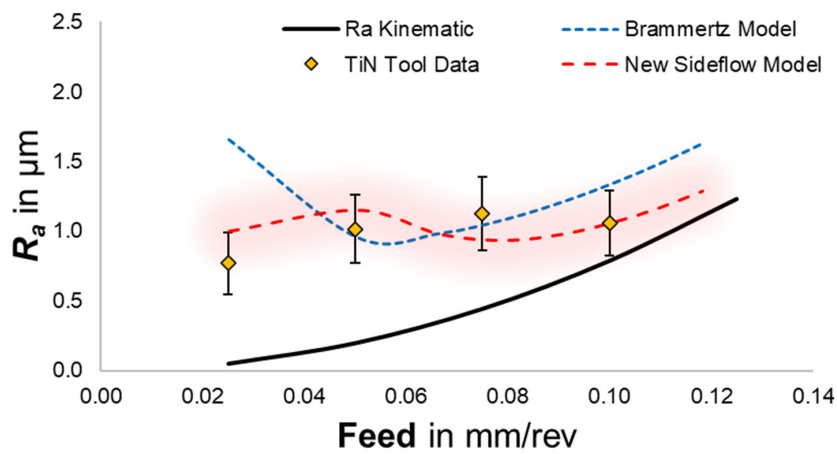 2.5
2.0
1.5
1.0
0.5
0.0
Ra in μm
Ra Kinematic
Brammertz Model
TiN Tool Data
New Sideflow Model
0.00 0.02 0.04 0.06 0.08 0.10 0.12 0.14
Feed in mm/rev